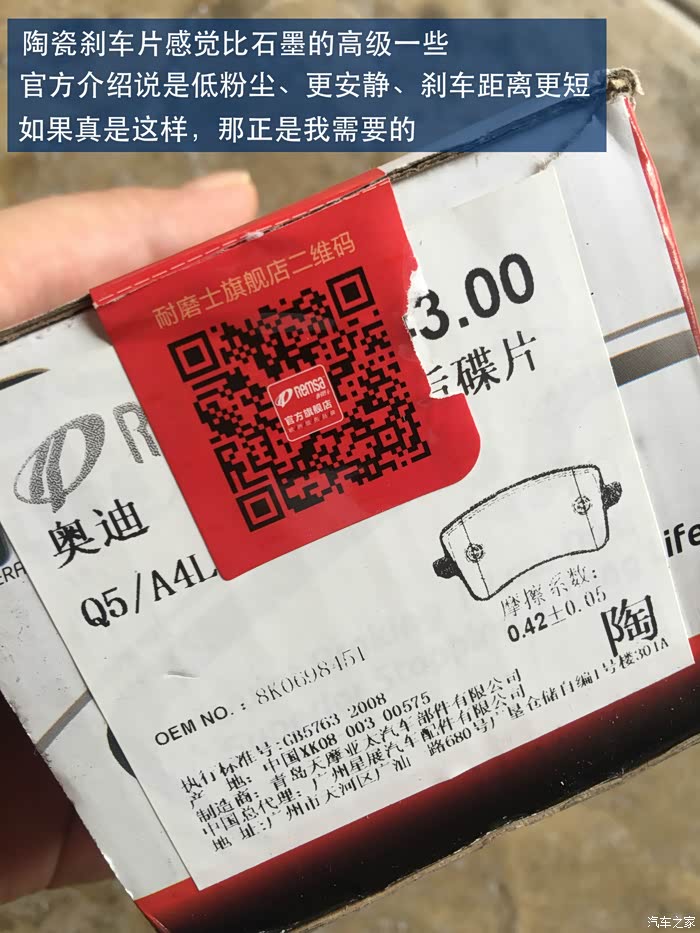 陶瓷刹车片感觉比石墨的高级一些
官方介绍说是低粉尘、更安静、刹车距离更短
如果真是这样，那正是我需要的
耐磨士旗舰店二维码
remsa
官方旗舰店
3.00
后碟片
奥迪
Q5/A4L
摩擦系数：
0.42±0.05
陶
OEM NO.：8K0698451
执行标准号:GB5763 2008
产 地: 中国XK08 003 00575
制造商: 青岛大摩亚太汽车部件有限公司
中国总代理: 广州星展汽车配件有限公司
地 址:广州市天河区广汕 路680号广垦仓储自编1号楼301A
汽车之家